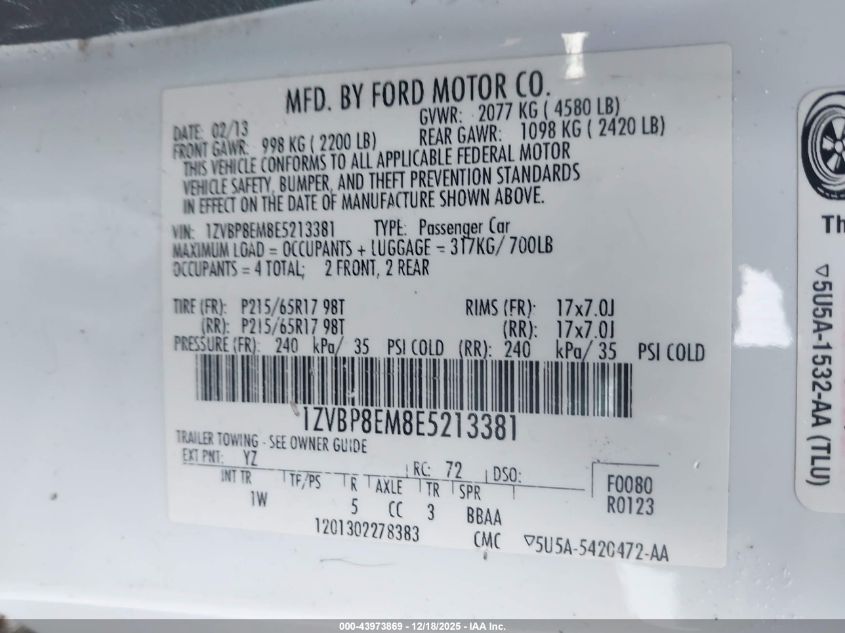 MFD. BY FORD MOTOR CO.
DATE: 02/13 GVWR: 2077 KG ( 4580 LB)
FRONT GAWR: 998 KG ( 2200 LB) REAR GAWR: 1098 KG ( 2420 LB)
THIS VEHICLE CONFORMS TO ALL APPLICABLE FEDERAL MOTOR
VEHICLE SAFETY, BUMPER, AND THEFT PREVENTION STANDARDS
IN EFFECT ON THE DATE OF MANUFACTURE SHOWN ABOVE.
VIN: 1ZVBP8EM8E5213381 TYPE: Passenger Car
MAXIMUM LOAD = OCCUPANTS + LUGGAGE = 317KG/ 700LB
OCCUPANTS = 4 TOTAL; 2 FRONT, 2 REAR
TIRE (FR): P215/65R17 98T RIMS (FR): 17x7.0J
(RR): P215/65R17 98T (RR): 17x7.0J
PRESSURE (FR): 240 kPa/ 35 PSI COLD (RR): 240 kPa/ 35 PSI COLD
1ZVBP8EM8E5213381
TRAILER TOWING - SEE OWNER GUIDE
EXT PNT: YZ RC: 72 DSO:
INT TR TF/PS R AXLE TR SPR F0080
1W 5 CC 3 BBAA R0123
1201302278383 CMC ▽5U5A-5420472-AA
Th
▽5U5A-1532-AA (TLU)
000-43973869 - 12/18/2025 - IAA Inc.